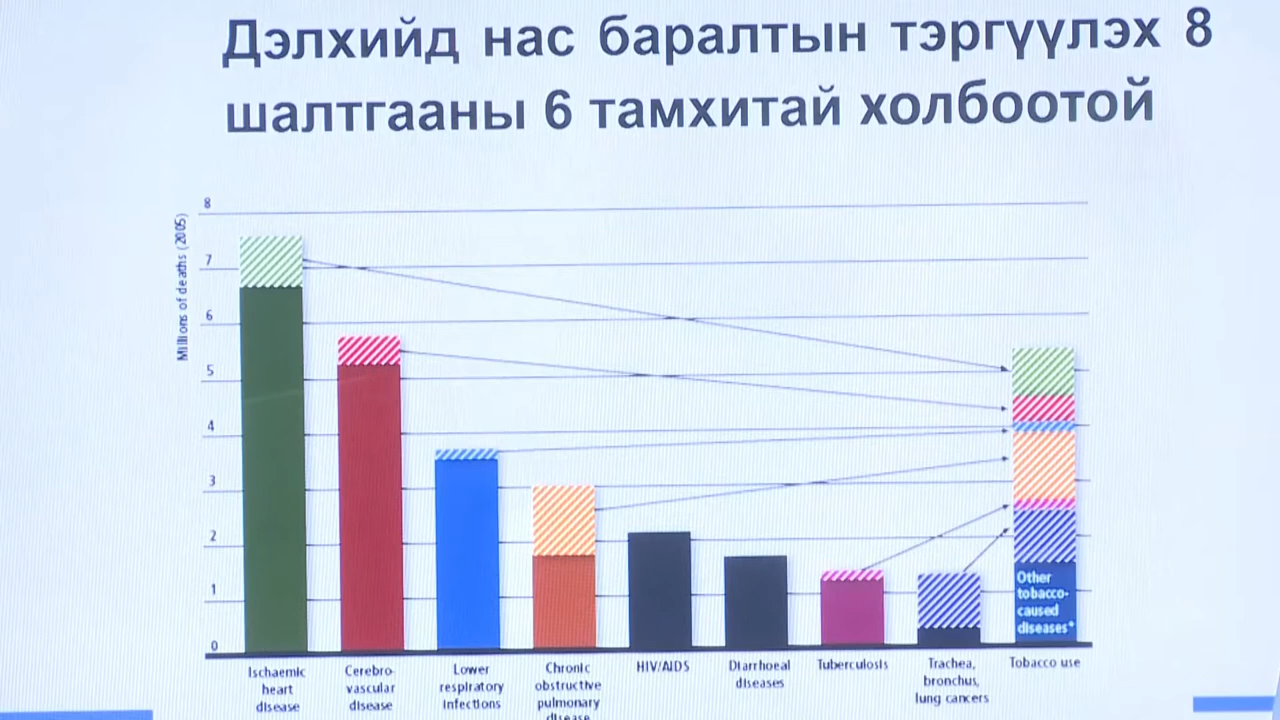 Дэлхийд нас баралтын тэргүүлэх 8
шалтгааны 6 тамхитай холбоотой
Millions of deaths (2005)
8
7
6
5
4
3
2
1
0
Other
tobacco-
caused
diseases*
Ischaemic
heart
disease
Cerebro-
vascular
disease
Lower
respiratory
infections
Chronic
obstructive
pulmonary
disease
HIV/AIDS
Diarrhoeal
diseases
Tuberculosis
Trachea,
bronchus,
lung cancers
Tobacco use